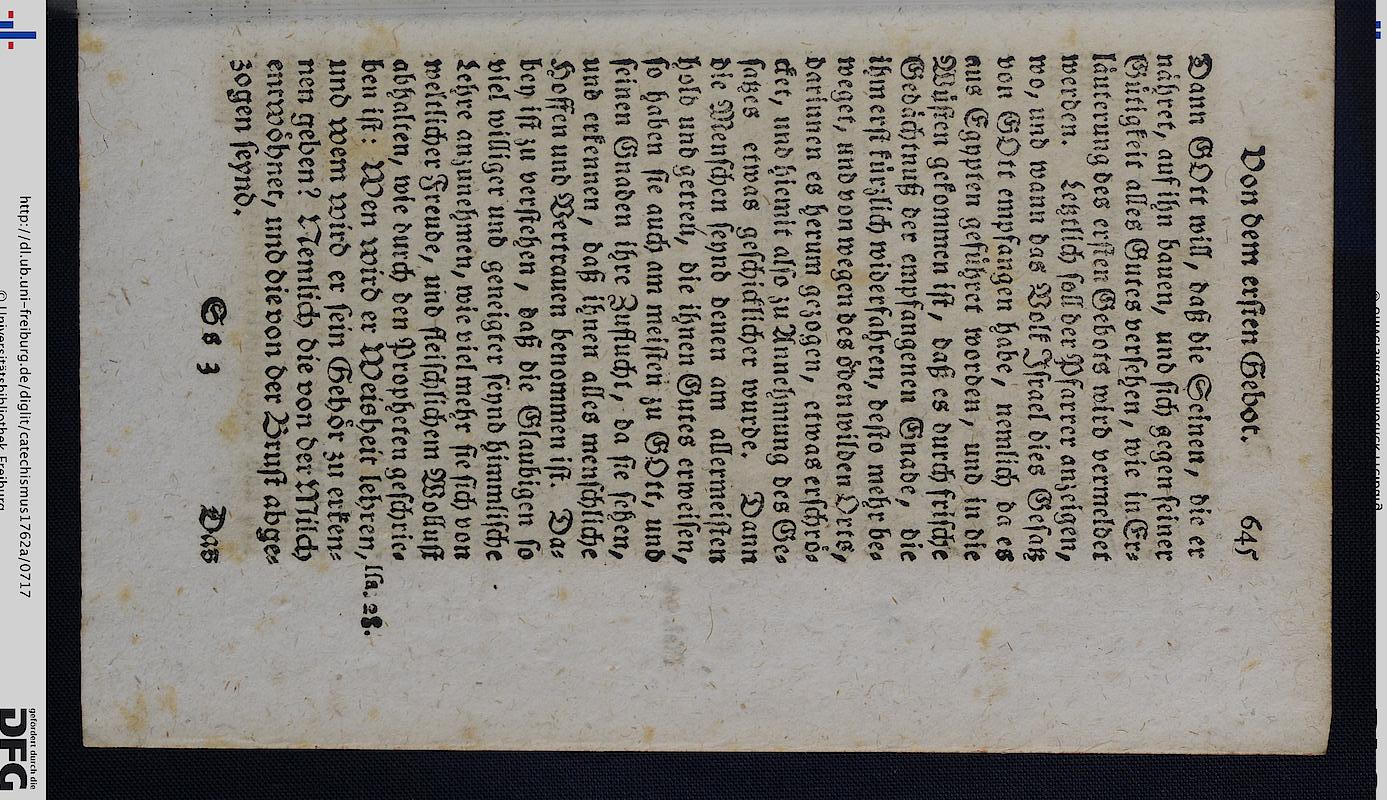 Von dem ersten Gebot. 645
Dann GOtt will, daß die Seinen, die er
nähret, auf ihn bauen, und sich gegen seiner
Gütigkeit alles Gutes versehen, wie in Er-
läuterung des ersten Gebots wird vermeldet
werden. Letzlich soll der Pfarrer anzeigen,
wo, und wann das Volk Israel dies Gesatz
von GOtt empfangen habe, nemlich da es
aus Egypten geführet worden, und in die
Wüsten gekommen ist, daß es durch frische
Gedächtnuß der empfangenen Gnade, die
ihm erst kürzlich widerfahren, desto mehr be-
weget, und von wegen des öden wilden Orts,
darinnen es herum gezogen, etwas erschrö-
cket, und hiemit also zu Annehmung des Ge-
satzes etwas geschicklicher wurde. Dann
die Menschen seynd denen am allermeisten
hold und getreu, die ihnen Gutes erweisen,
so haben sie auch am meisten zu GOtt, und
seinen Gnaden ihre Zuflucht, da sie sehen,
und erkennen, daß ihnen alles menschliche
Hoffen und Vertrauen benommen ist. Da-
bey ist zu verstehen, daß die Glaubigen so
viel williger und geneigter seynd himmlische
Lehre anzunehmen, wie vielmehr sie sich von
weltlicher Freude, und fleischlichem Wollust
abhalten, wie durch den Propheten geschrie-
ben ist: Wen wird er Weisheit lehren, Isa. 28.
und wem wird er sein Gehör zu erken-
nen geben? Nemlich die von der Milch
entwöhnet, und die von der Brust abge-
zogen seynd.
Ss 3 Das
http://dl.ub.uni-freiburg.de/diglit/catechismus1762a/0717
© Universitätsbibliothek Freiburg
gefördert durch die
DFG